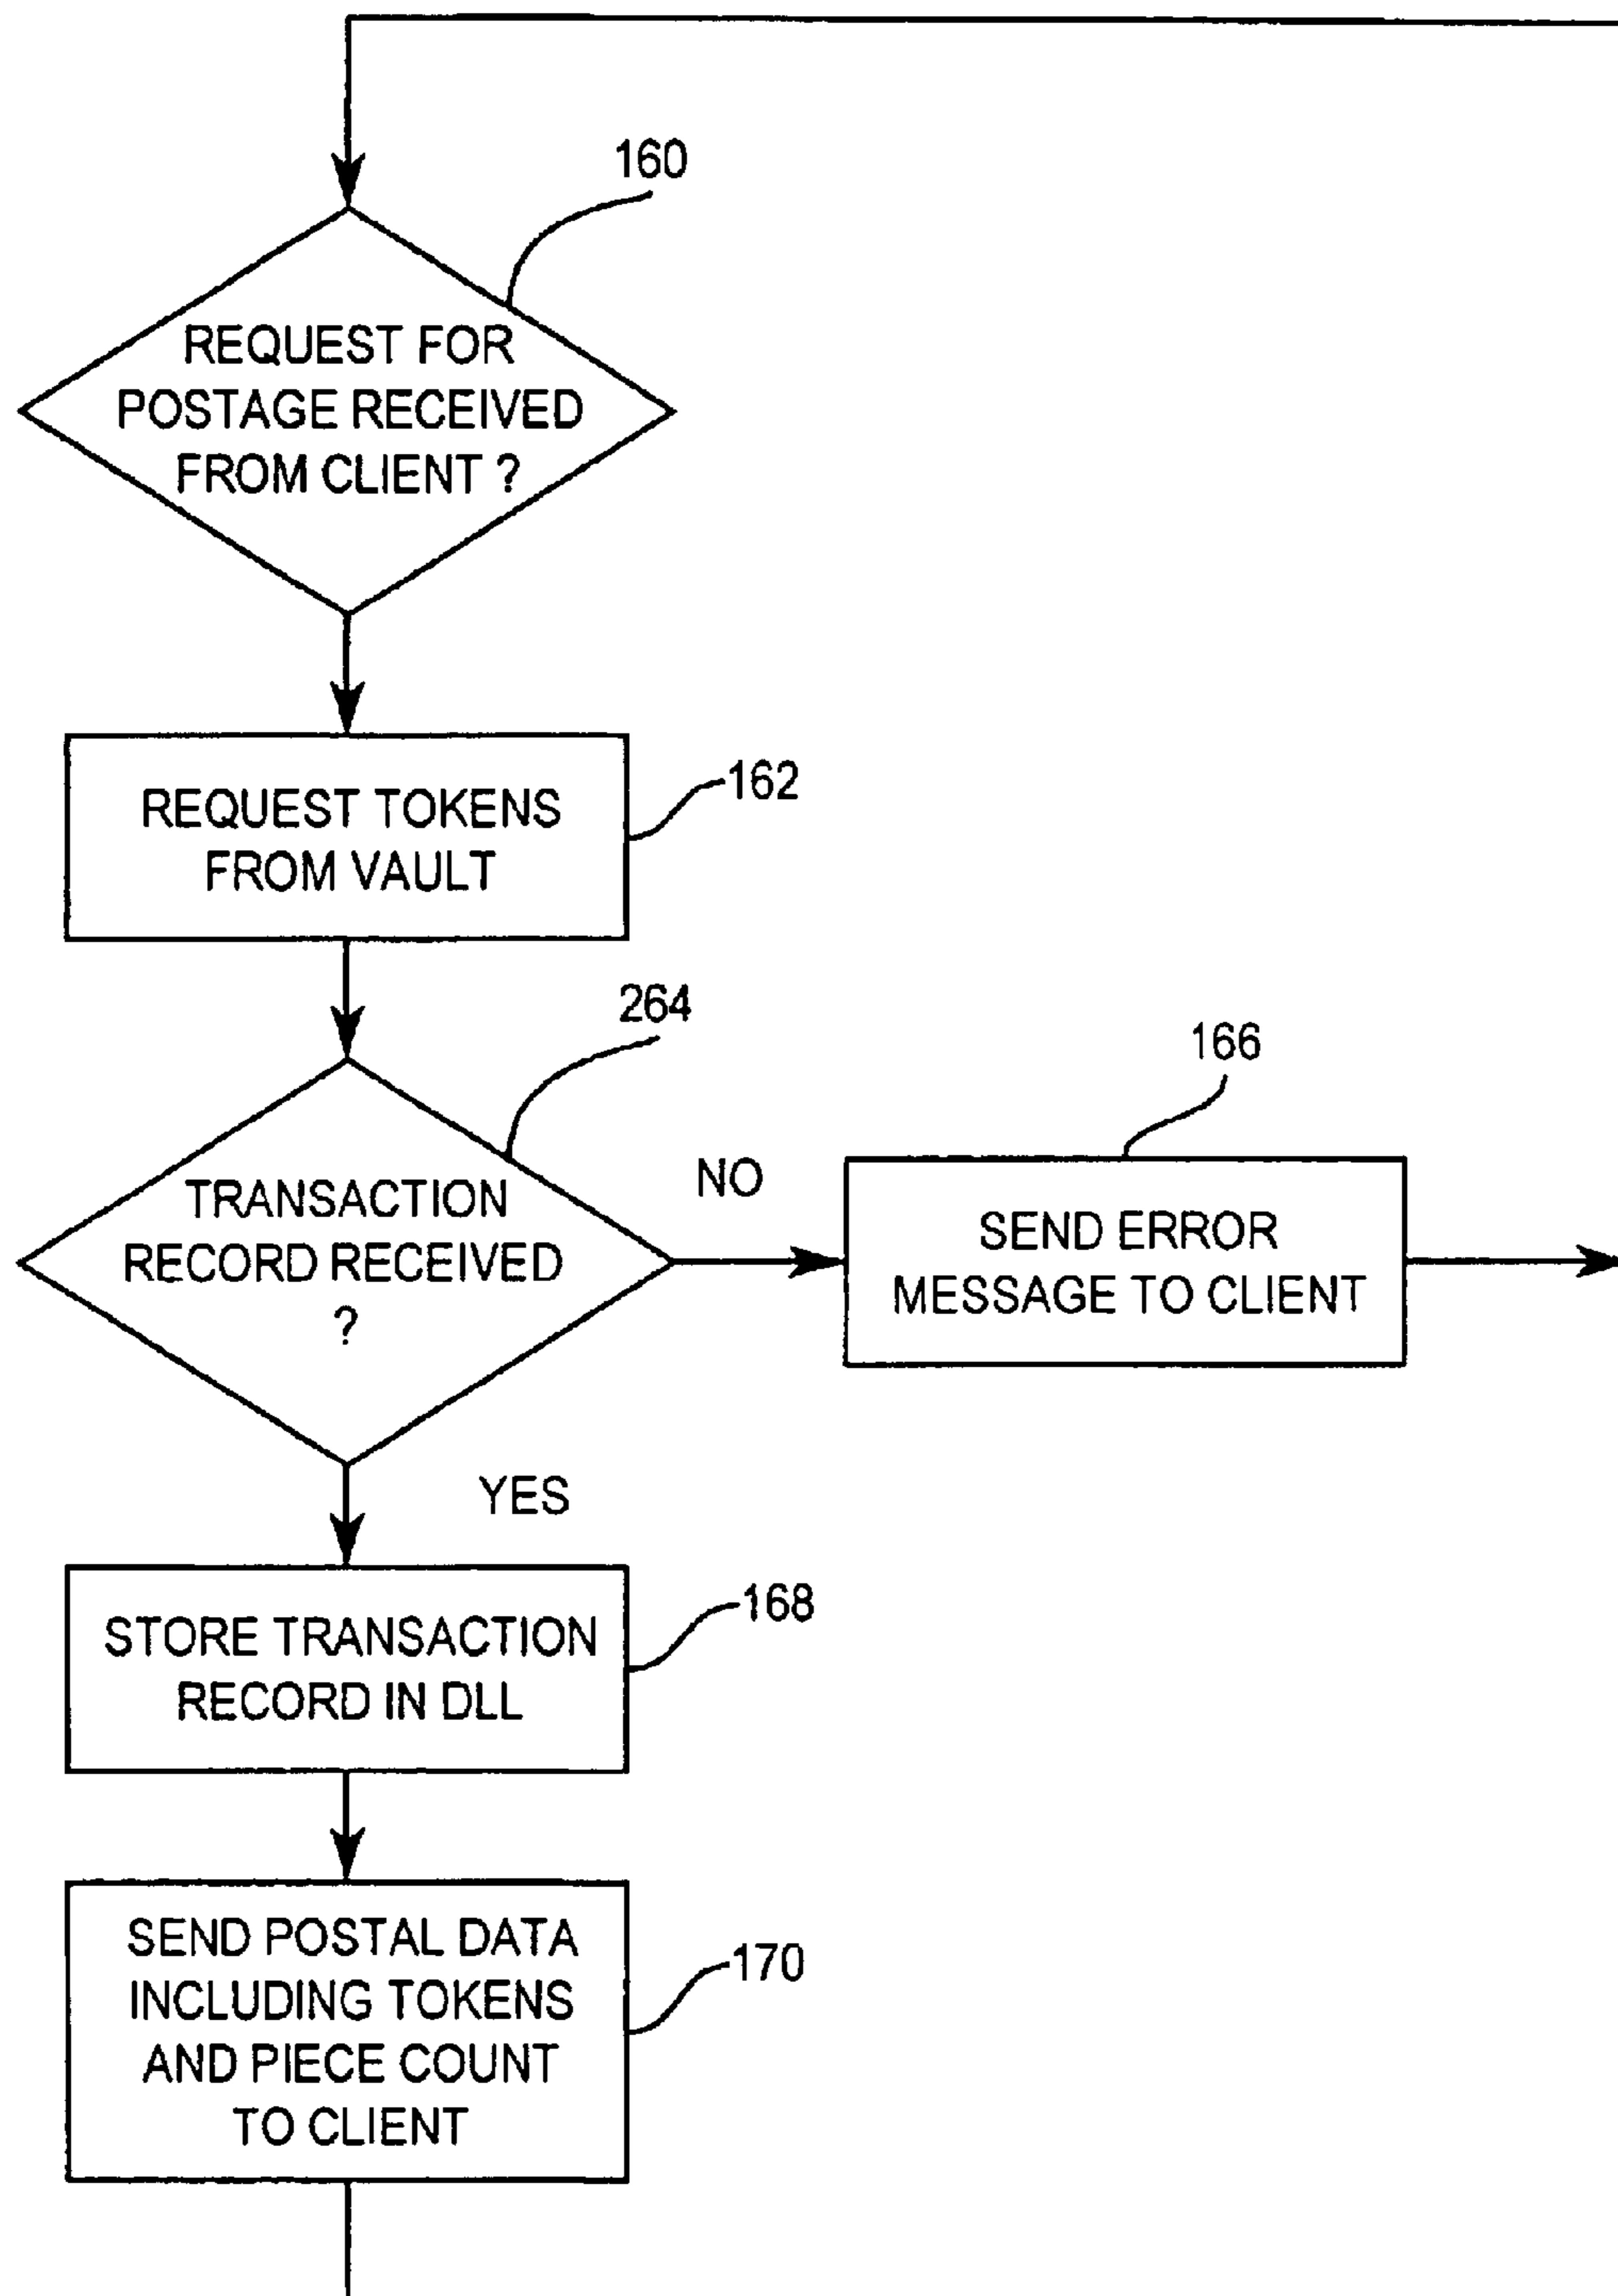 160
REQUEST FOR
POSTAGE RECEIVED
FROM CLIENT ?
REQUEST TOKENS
FROM VAULT
162
264
TRANSACTION
RECORD RECEIVED
?
NO
166
SEND ERROR
MESSAGE TO CLIENT
YES
STORE TRANSACTION
RECORD IN DLL
168
SEND POSTAL DATA
INCLUDING TOKENS
AND PIECE COUNT
TO CLIENT
170